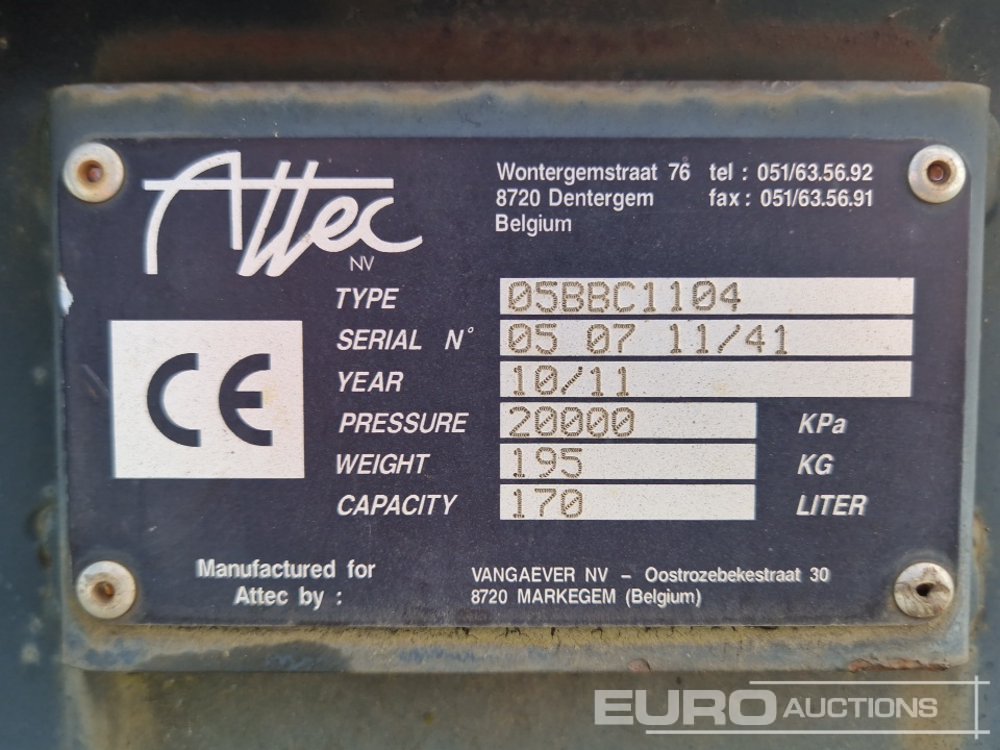 Attec
NV
Wontergemstraat 76 tel : 051/63.56.92
8720 Dentergem fax : 051/63.56.91
Belgium
TYPE 05BBC1104
SERIAL N° 05 07 11/41
YEAR 10/11
PRESSURE 20000 KPa
WEIGHT 195 KG
CAPACITY 170 LITER
CE
Manufactured for
Attec by :
VANGAEVER NV – Oostrozebekestraat 30
8720 MARKEGEM (Belgium)
EURO AUCTIONS